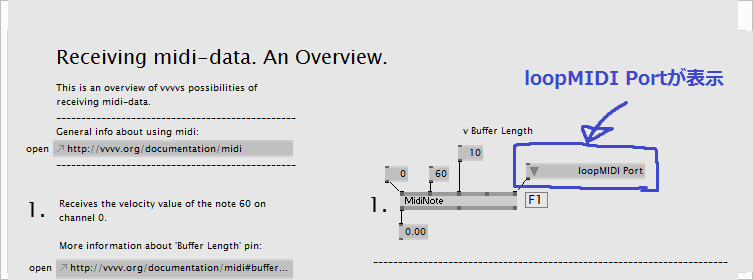 Receiving midi-data. An Overview.
loopMIDI Portが表示
This is an overview of vvvvs possibilities of
receiving midi-data.
General info about using midi:
open http://vvvv.org/documentation/midi
v Buffer Length
10
0 60 loopMIDI Port
1. MidiNote F1
0.00
1. Receives the velocity value of the note 60 on
channel 0.
More information about 'Buffer Length' pin:
open http://vvvv.org/documentation/midi#buffer...